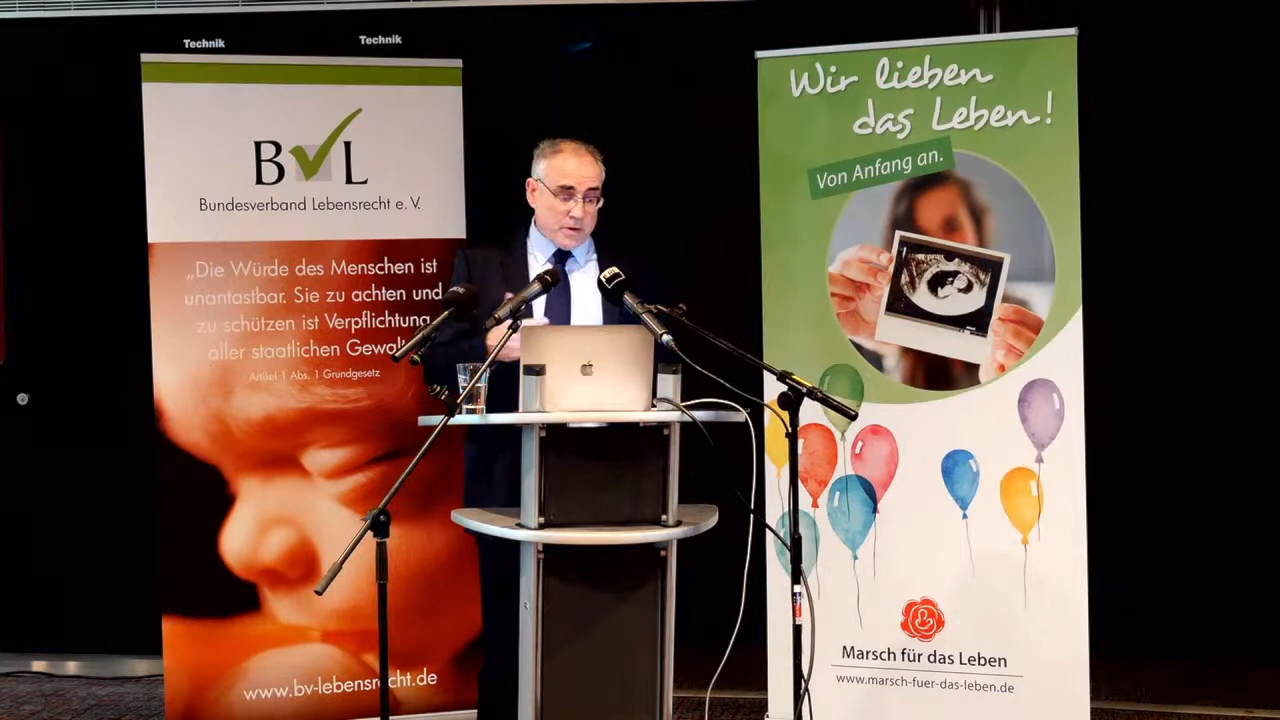 Technik
Technik
BVL
Bundesverband Lebensrecht e. V.
„Die Würde des Menschen ist
unantastbar. Sie zu achten und
zu schützen ist Verpflichtung
aller staatlichen
Artikel 1 Abs. 1 Grundgesetz
www.bv-lebensrecht.de
Wir lieben
das Leben!
Von Anfang an.
Marsch für das Leben
www.marsch-fuer-das-leben.de